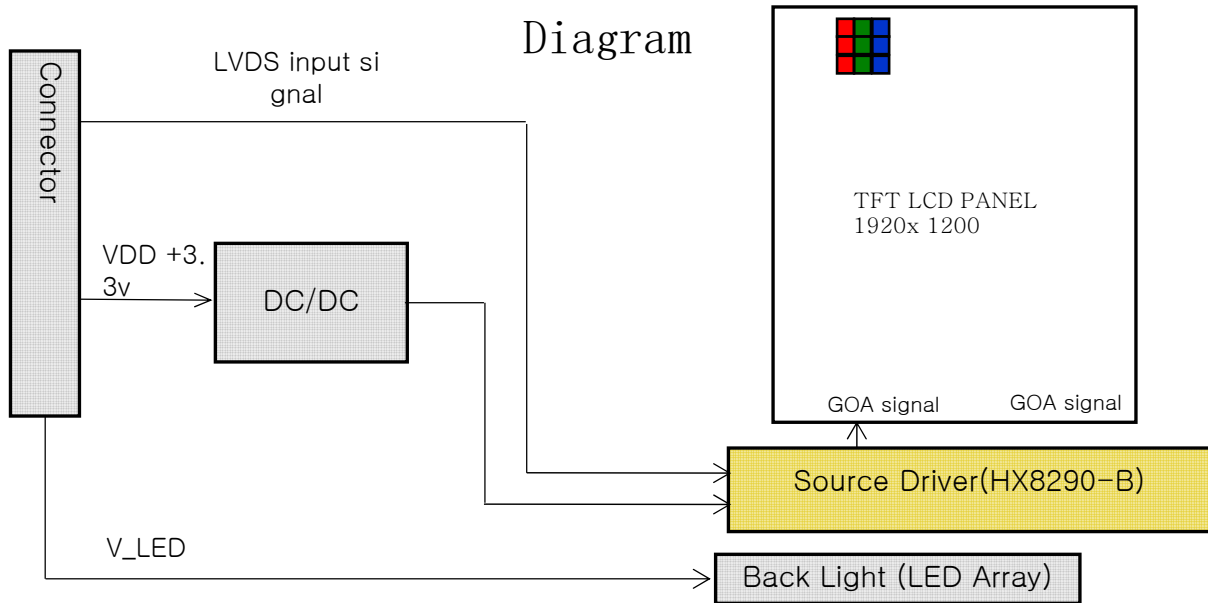 Diagram
LVDS input si
gnal
Connector
VDD +3.
3v
DC/DC
TFT LCD PANEL
1920x 1200
GOA signal
GOA signal
Source Driver(HX8290-B)
V_LED
Back Light (LED Array)